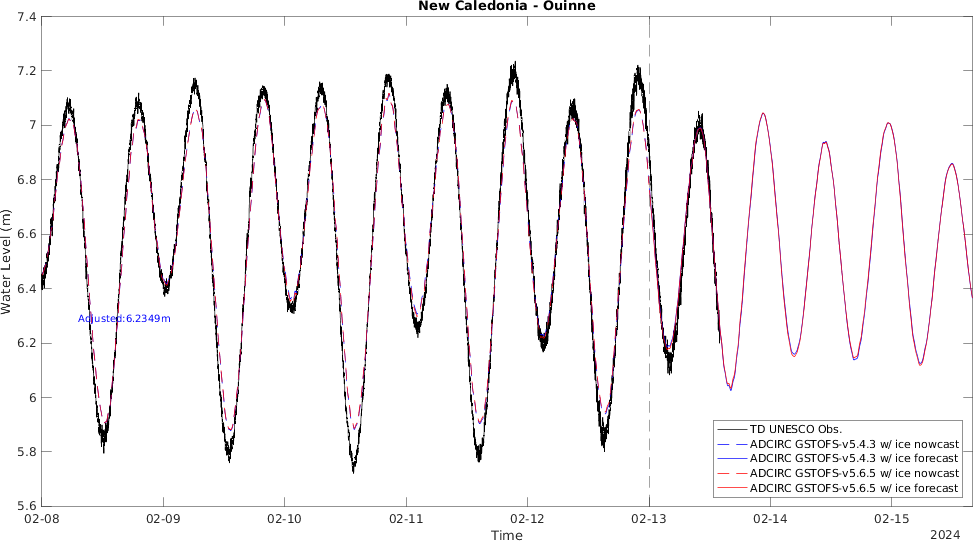 New Caledonia - Ouinne
7.4
7.2
7
6.8
6.6
6.4
6.2
6
5.8
5.6
Water Level (m)
Adjusted:6.2349m
TD UNESCO Obs.
ADCIRC GSTOFS-v5.4.3 w/ ice nowcast
ADCIRC GSTOFS-v5.4.3 w/ ice forecast
ADCIRC GSTOFS-v5.6.5 w/ ice nowcast
ADCIRC GSTOFS-v5.6.5 w/ ice forecast
02-08 02-09 02-10 02-11 02-12 02-13 02-14 02-15
Time
2024